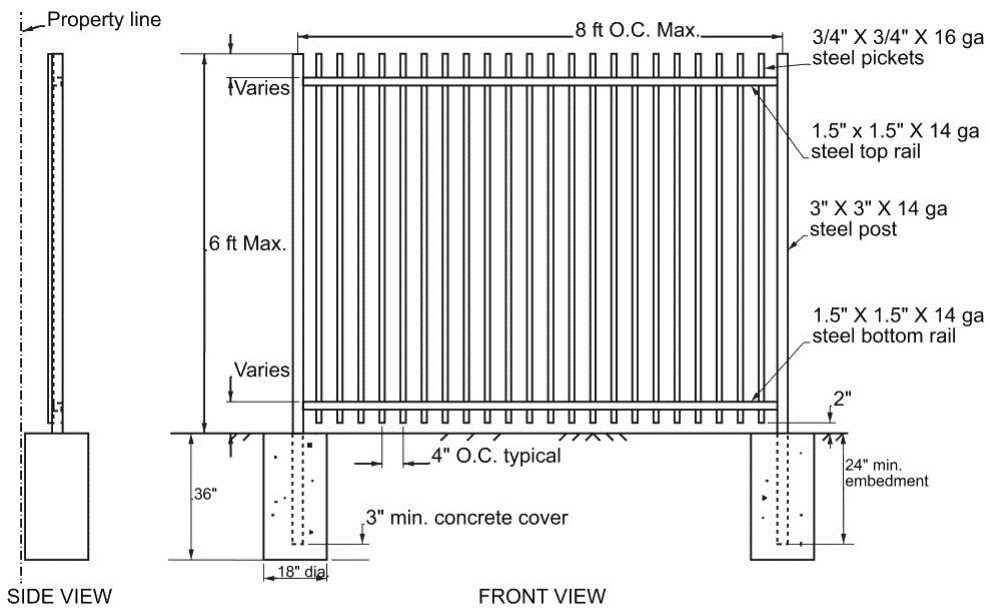 Property line
8 ft O.C. Max.
3/4" X 3/4" X 16 ga
steel pickets
Varies
1.5" x 1.5" X 14 ga
steel top rail
3" X 3" X 14 ga
steel post
6 ft Max.
1.5" X 1.5" X 14 ga
steel bottom rail
Varies
2"
4" O.C. typical
24" min.
embedment
36"
3" min. concrete cover
18" dia.
SIDE VIEW
FRONT VIEW